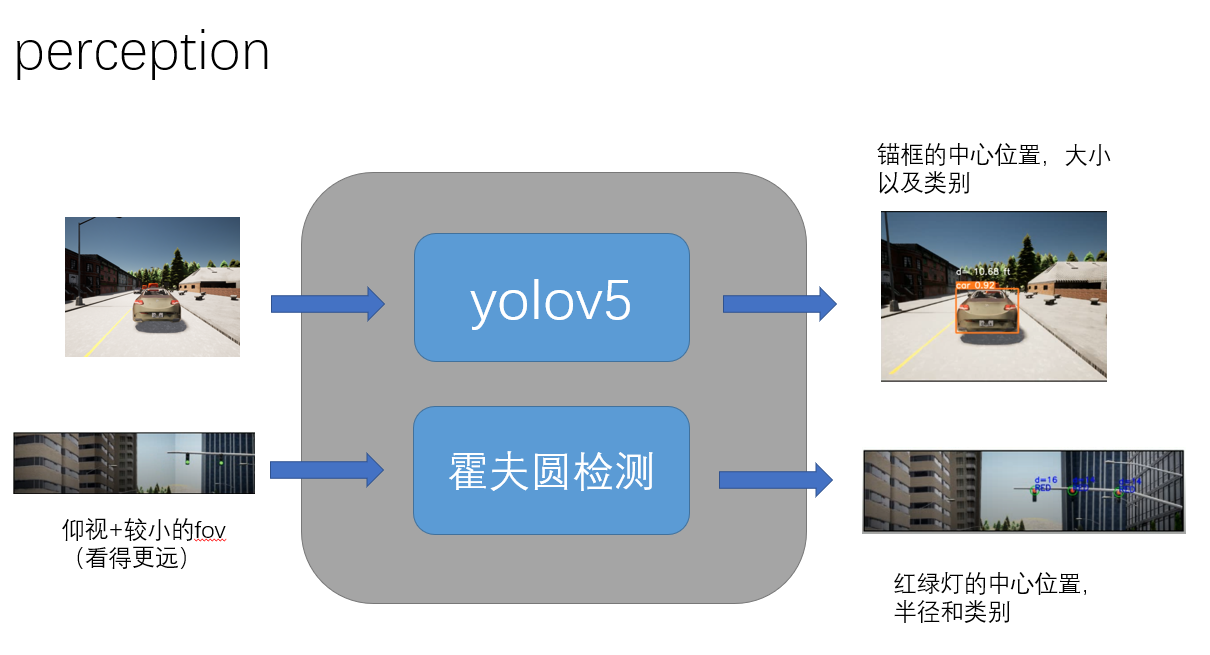 perception
锚框的中心位置，大小
以及类别
d=10.68 ft
car 0.92
yolov5
霍夫圆检测
d=16
RED
仰视+较小的fov
（看得更远）
红绿灯的中心位置，
半径和类别